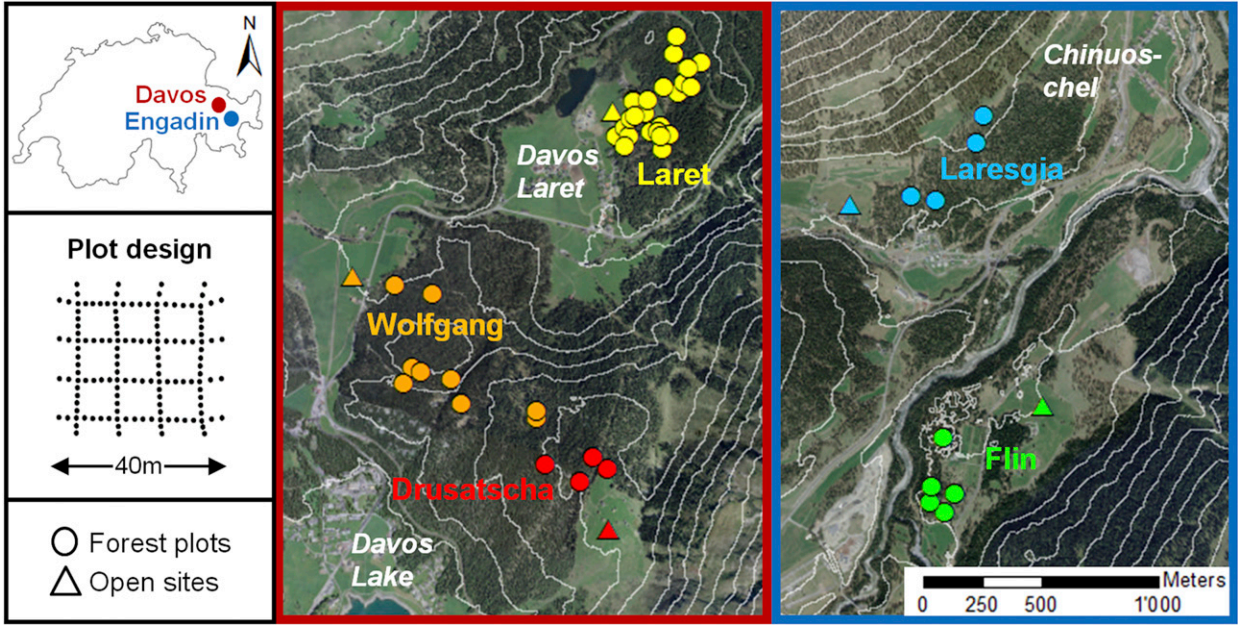 N
Davos
Engadin
Plot design
40m
Forest plots
Open sites
Davos
Laret
Laret
Wolfgang
Drusatscha
Davos
Lake
Chinuos-
chel
Laresgia
Flin
Meters
0 250 500 1'000